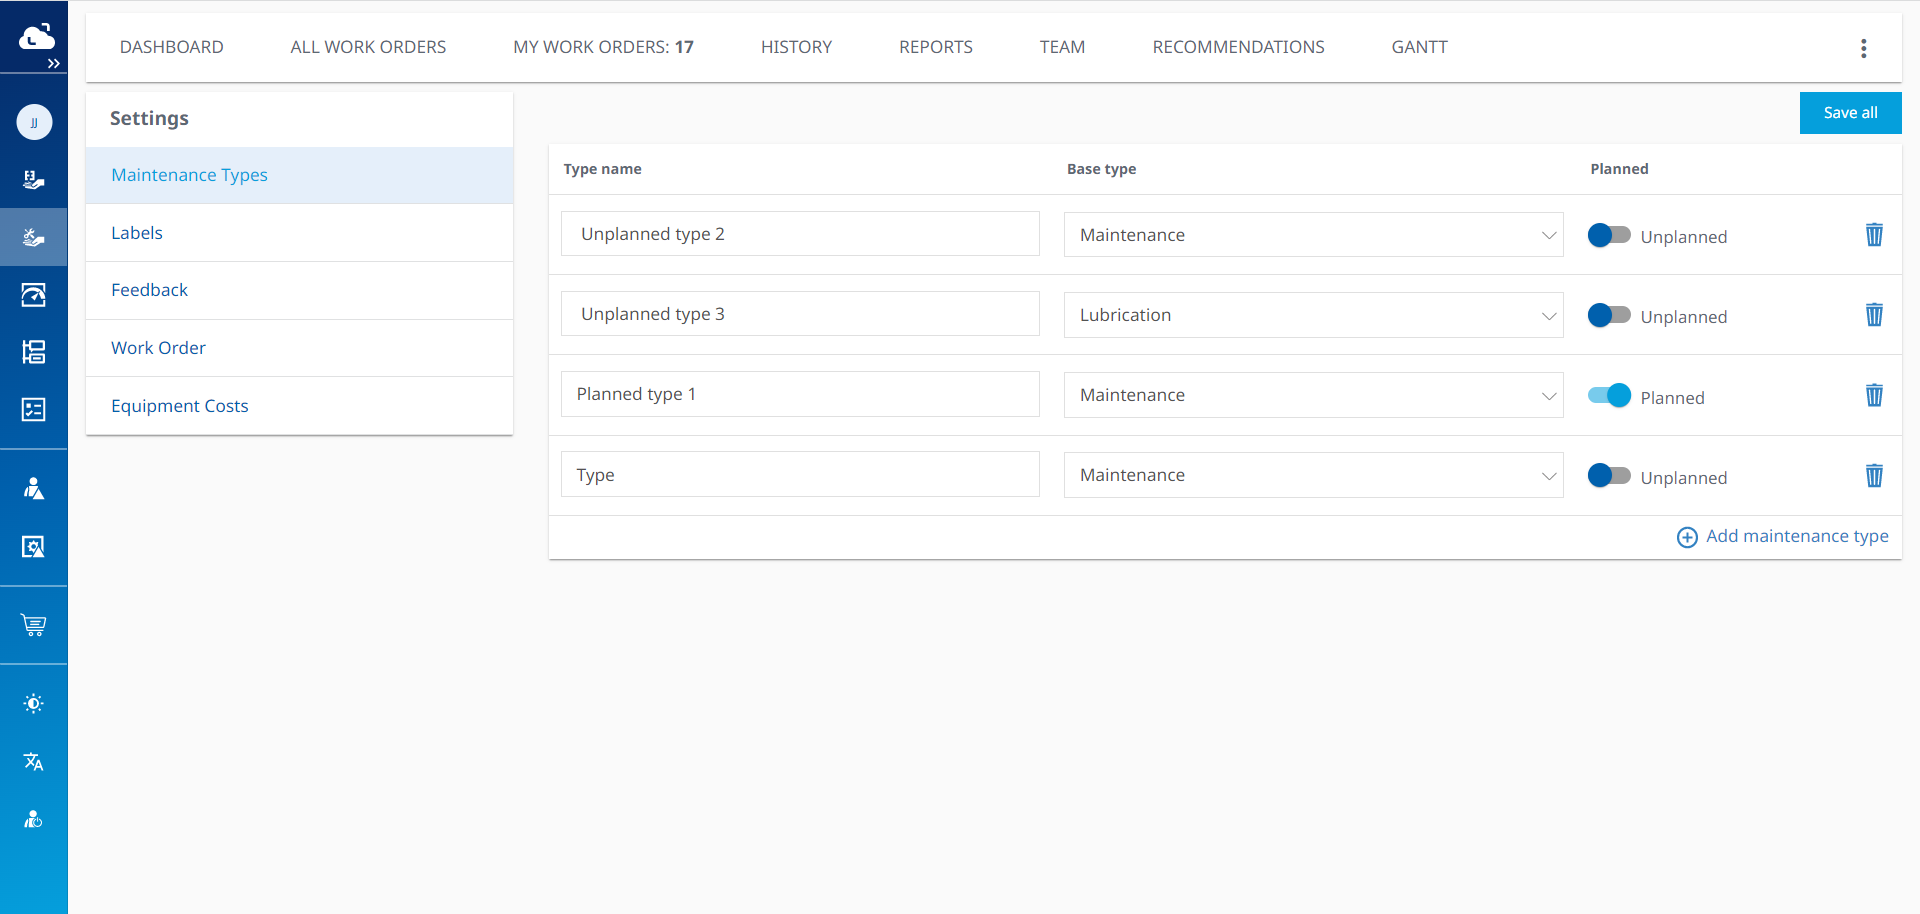 DASHBOARD ALL WORK ORDERS MY WORK ORDERS: 17 HISTORY REPORTS TEAM RECOMMENDATIONS GANTT
JJ
Settings
Maintenance Types
Labels
Feedback
Work Order
Equipment Costs
Save all
Type name Base type Planned
Unplanned type 2 Maintenance Unplanned
Unplanned type 3 Lubrication Unplanned
Planned type 1 Maintenance Planned
Type Maintenance Unplanned
Add maintenance type